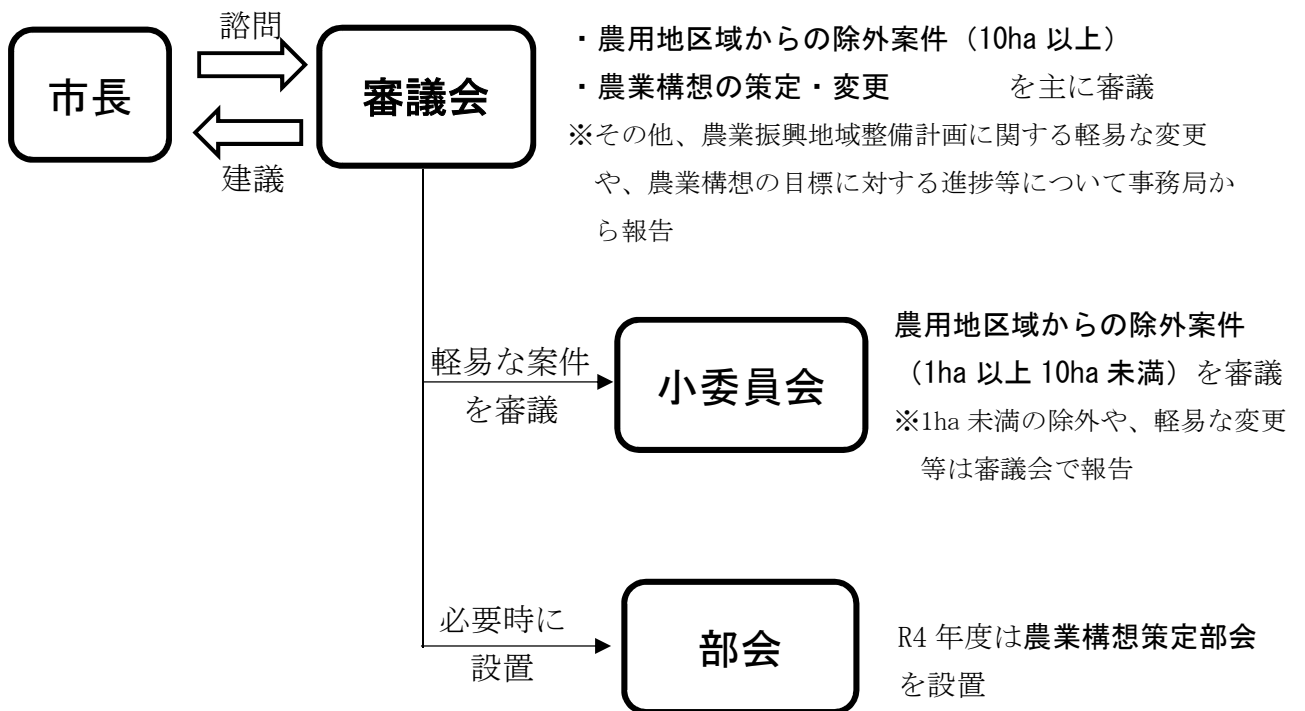 諮問
市長
審議会
建議
・農用地区域からの除外案件（10ha 以上）
・農業構想の策定・変更　　　　を主に審議
※その他、農業振興地域整備計画に関する軽易な変更
や、農業構想の目標に対する進捗等について事務局か
ら報告
軽易な案件
を審議
小委員会
農用地区域からの除外案件
（1ha 以上 10ha 未満）を審議
※1ha 未満の除外や、軽易な変更
等は審議会で報告
必要時に
設置
部会
R4 年度は農業構想策定部会
を設置